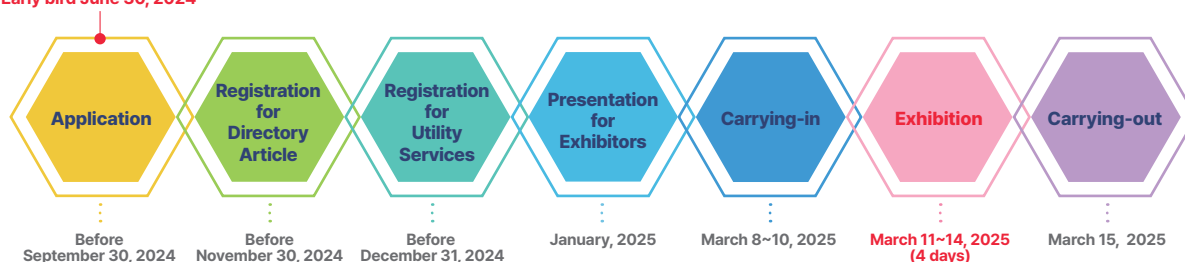 Early bird June 30, 2024
Application
Registration
for
Directory
Article
Registration
for
Utility
Services
Presentation
for
Exhibitors
Carrying-in
Exhibition
Carrying-out
Before
September 30, 2024
Before
November 30, 2024
Before
December 31, 2024
January, 2025
March 8~10, 2025
March 11~14, 2025
(4 days)
March 15, 2025